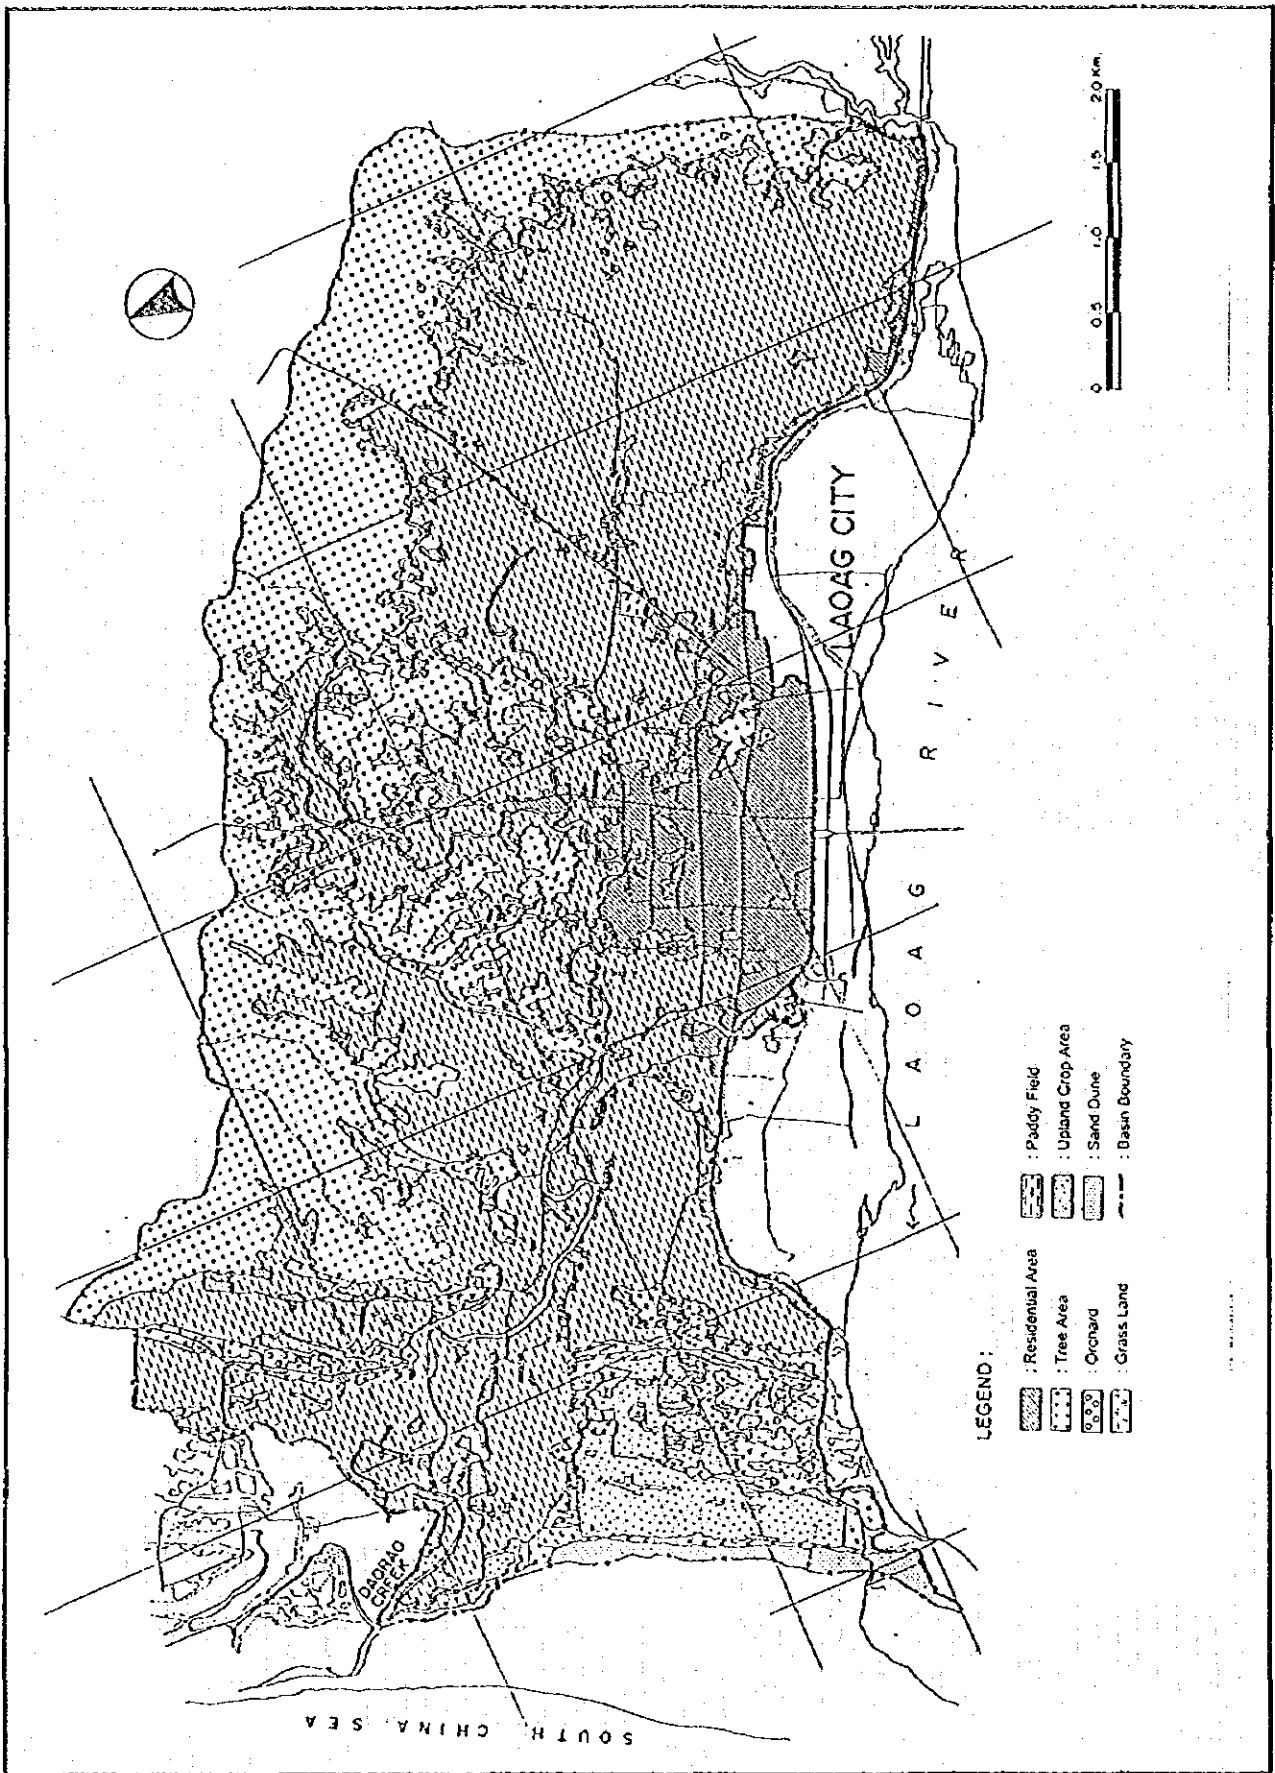 SOUTH CHINA SEA
DAORAO
CREEK
LAOAG CITY
LAOAG RIVER
LEGEND:
: Residential Area
: Tree Area
: Orchard
: Grass Land
: Paddy Field
: Upland Crop Area
: Sand Dune
: Basin Boundary
0 0.5 1.0 1.5 2.0 Km.